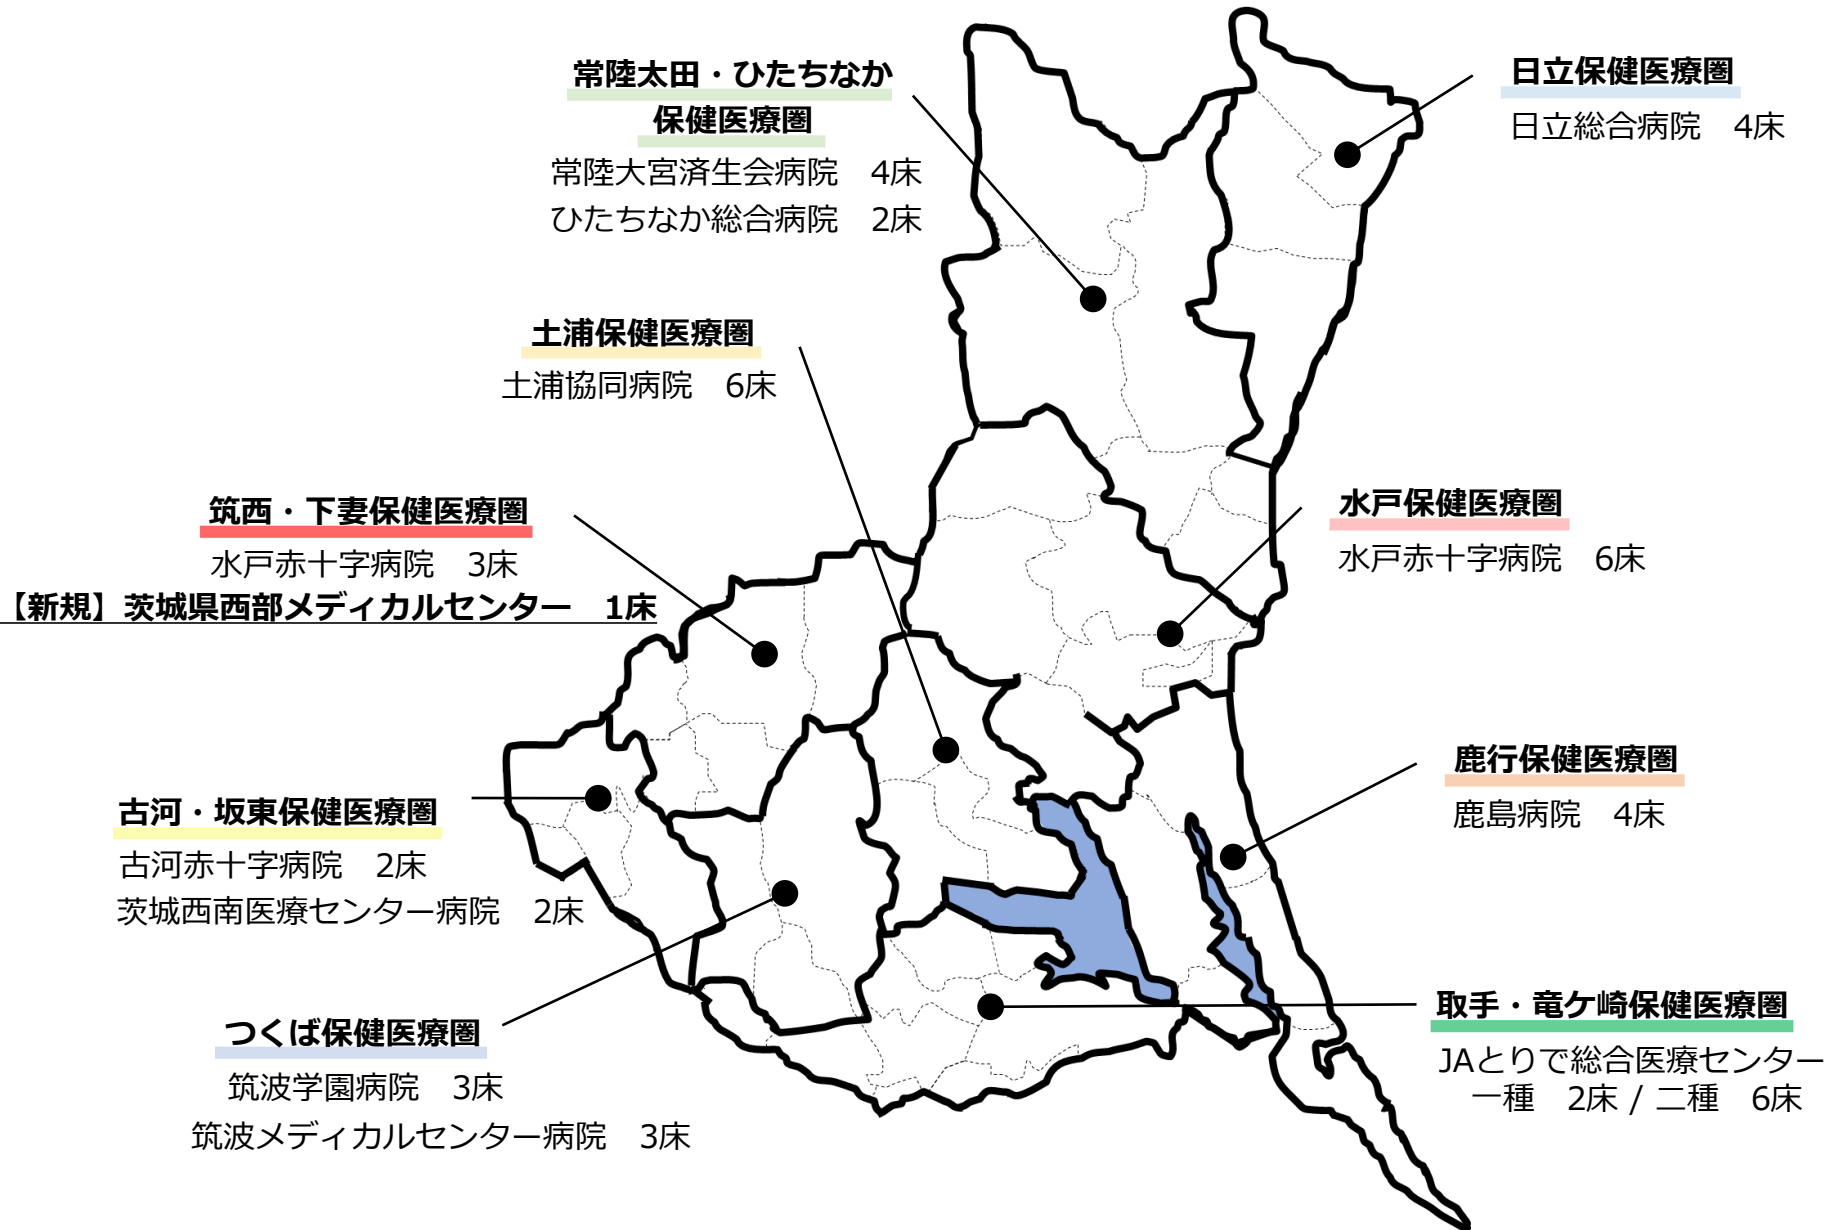 常陸太田・ひたちなか
保健医療圏
常陸大宮済生会病院　4床
ひたちなか総合病院　2床
日立保健医療圏
日立総合病院　4床
土浦保健医療圏
土浦協同病院　6床
筑西・下妻保健医療圏
水戸赤十字病院　3床
【新規】茨城県西部メディカルセンター　1床
水戸保健医療圏
水戸赤十字病院　6床
古河・坂東保健医療圏
古河赤十字病院　2床
茨城西南医療センター病院　2床
鹿行保健医療圏
鹿島病院　4床
つくば保健医療圏
筑波学園病院　3床
筑波メディカルセンター病院　3床
取手・竜ケ崎保健医療圏
JAとりで総合医療センター
一種　2床 / 二種　6床